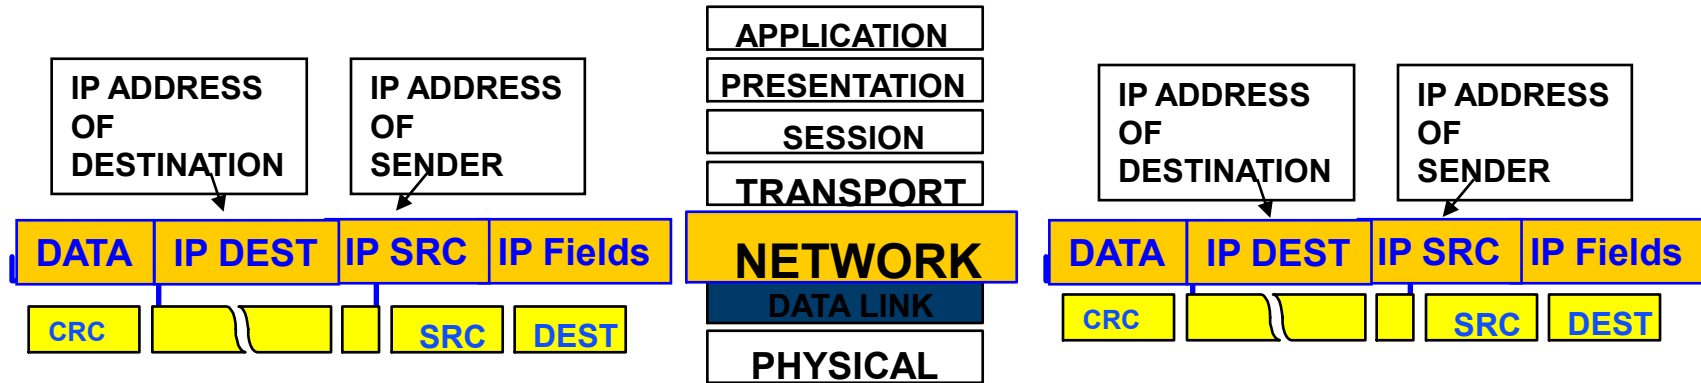 IP ADDRESS
OF
DESTINATION
IP ADDRESS
OF
SENDER
DATA
IP DEST
IP SRC
IP Fields
CRC
SRC
DEST
APPLICATION
PRESENTATION
SESSION
TRANSPORT
NETWORK
DATA LINK
PHYSICAL
IP ADDRESS
OF
DESTINATION
IP ADDRESS
OF
SENDER
DATA
IP DEST
IP SRC
IP Fields
CRC
SRC
DEST